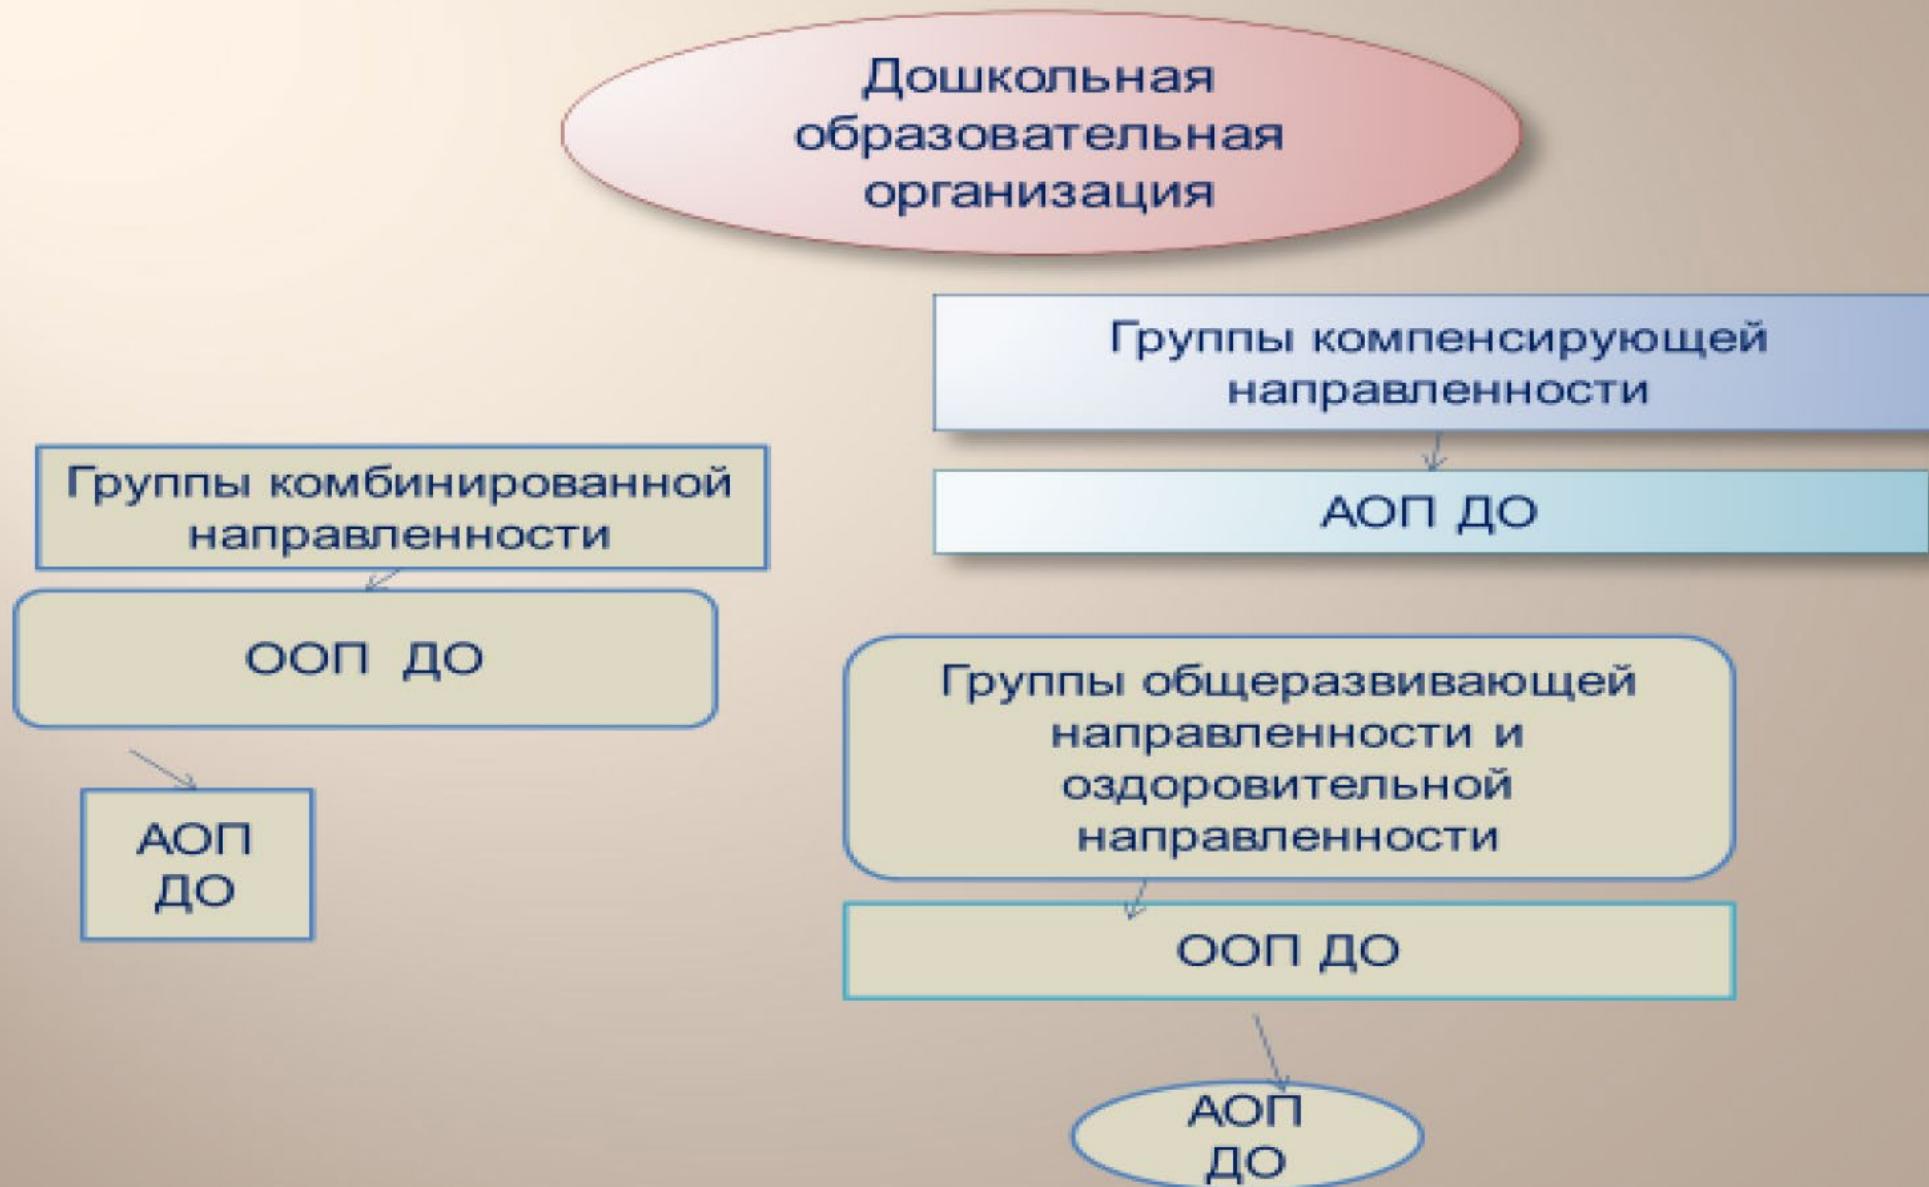 Дошкольная
образовательная
организация
Группы компенсирующей
направленности
АОП ДО
Группы комбинированной
направленности
ООП ДО
АОП
ДО
Группы общеразвивающей
направленности и
оздоровительной
направленности
ООП ДО
АОП
ДО